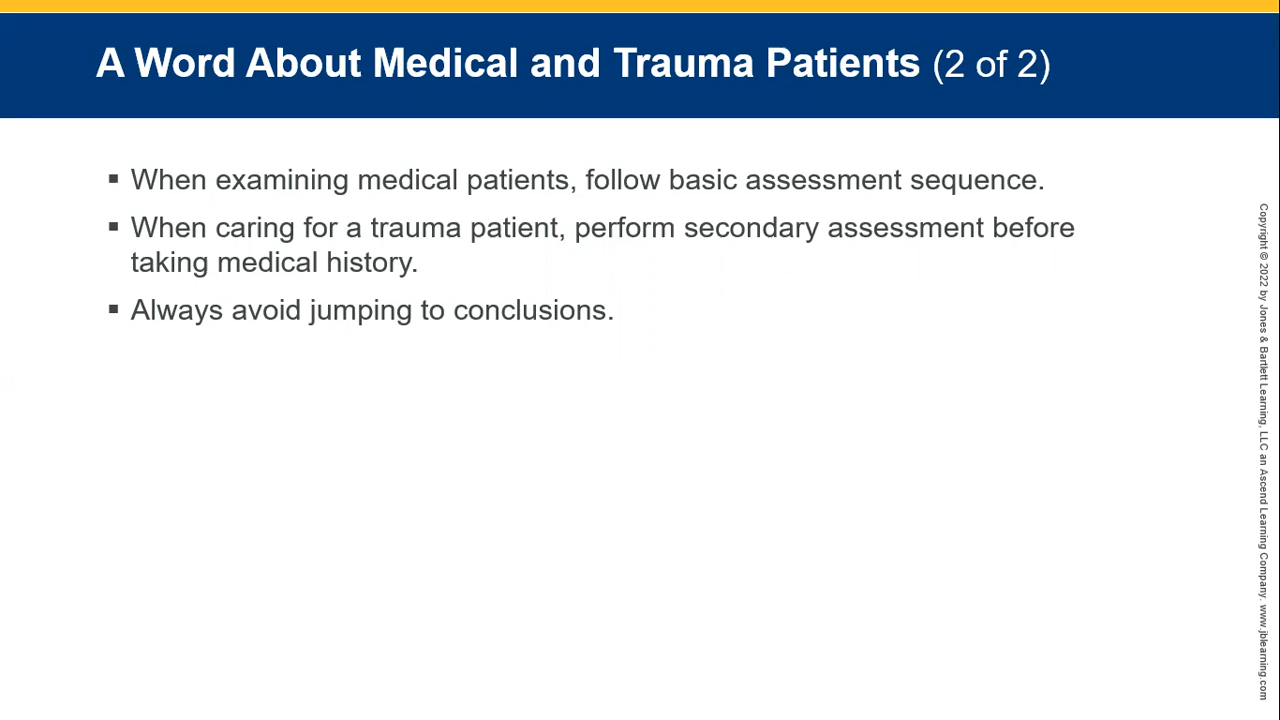 A Word About Medical and Trauma Patients (2 of 2)
▪ When examining medical patients, follow basic assessment sequence.
▪ When caring for a trauma patient, perform secondary assessment before
taking medical history.
▪ Always avoid jumping to conclusions.
Copyright © 2022 by Jones & Bartlett Learning, LLC an Ascend Learning Company. www.jblearning.com